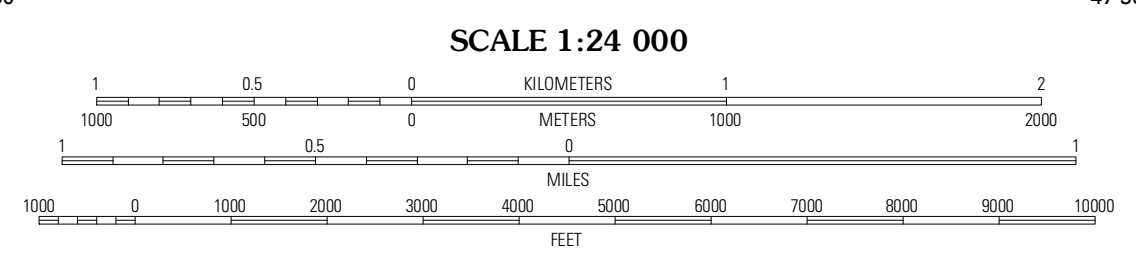 SCALE 1:24 000
1 0.5 0 KILOMETERS 1 2
1000 500 0 METERS 1000 2000
1 0.5 0 1
MILES
1000 0 1000 2000 3000 4000 5000 6000 7000 8000 9000 10000
FEET